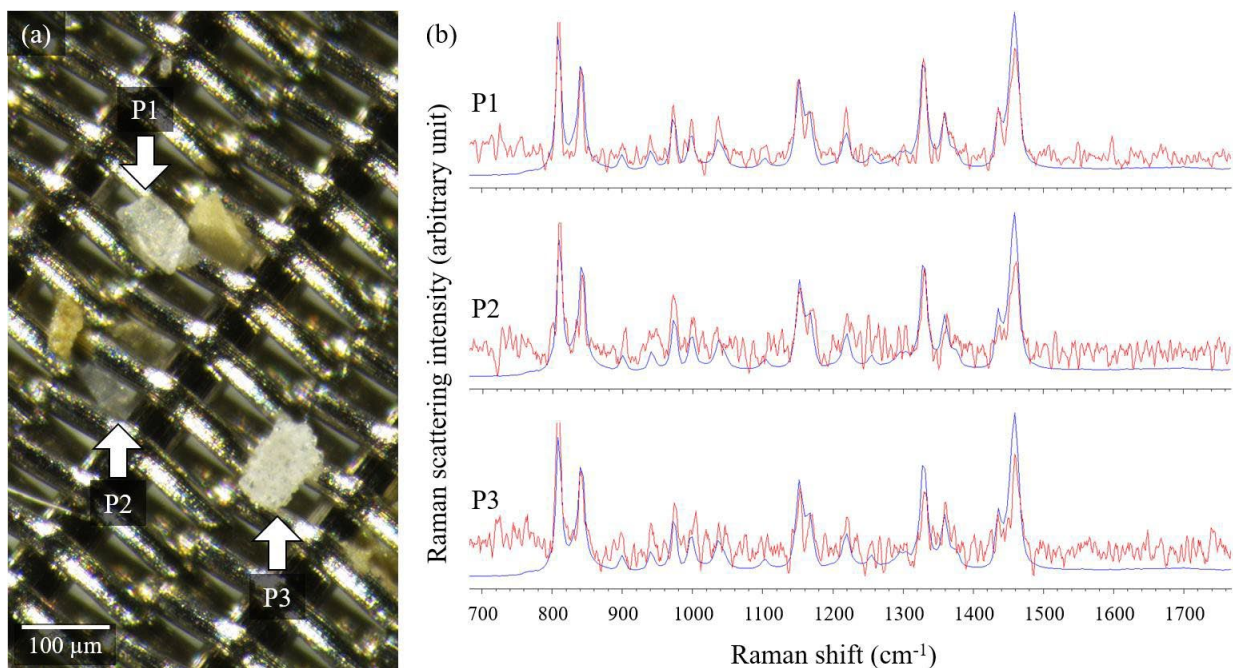 (a)
P1
P2
P3
100 µm
(b)
Raman scattering intensity (arbitrary unit)
P1
P2
P3
700 800 900 1000 1100 1200 1300 1400 1500 1600 1700
Raman shift (cm⁻¹)